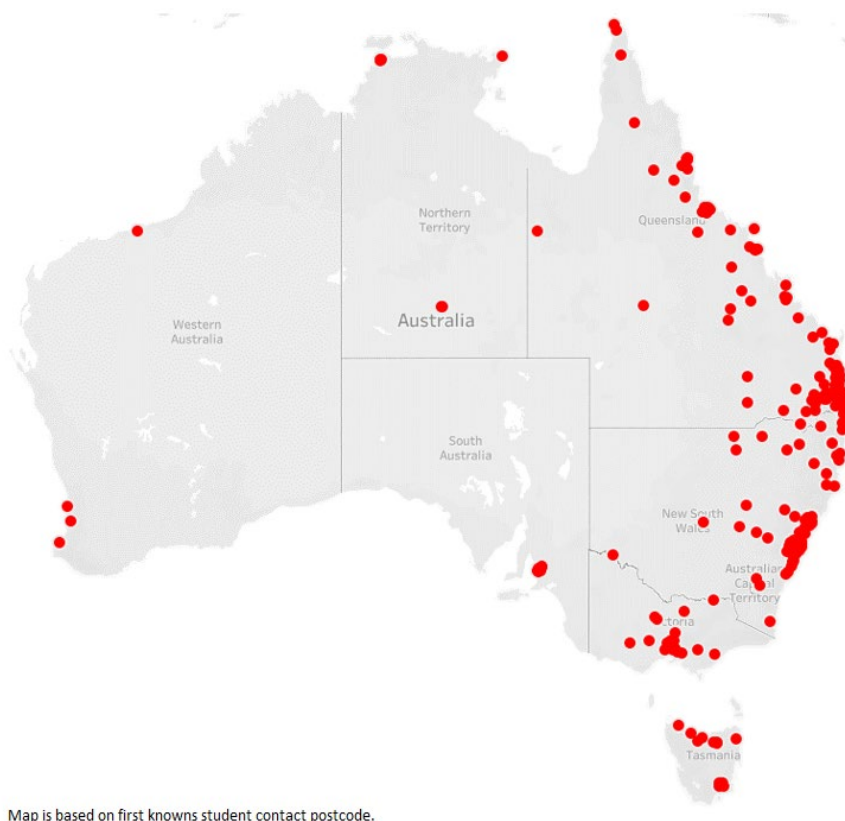 Northern
Territory
Queensland
Western
Australia
Australia
South
Australia
New South
Wales
Australian
Capital
Territory
Tasmania
Map is based on first knowns student contact postcode.